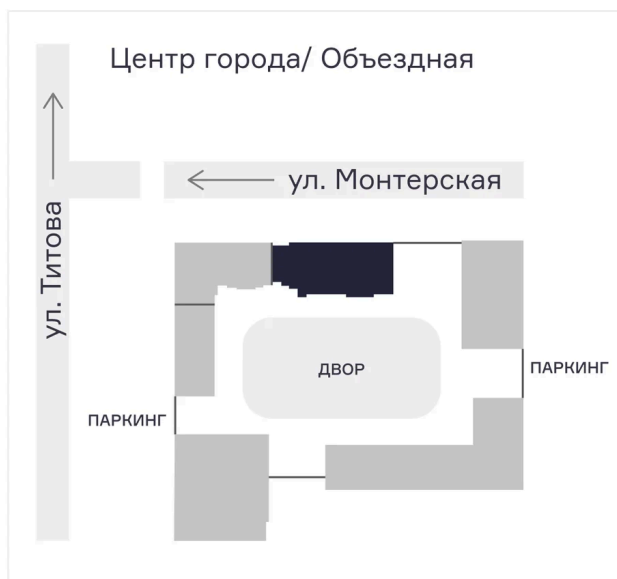 Центр города/ Объездная
ул. Монтерская
ул. Титова
ДВОР
ПАРКИНГ
ПАРКИНГ